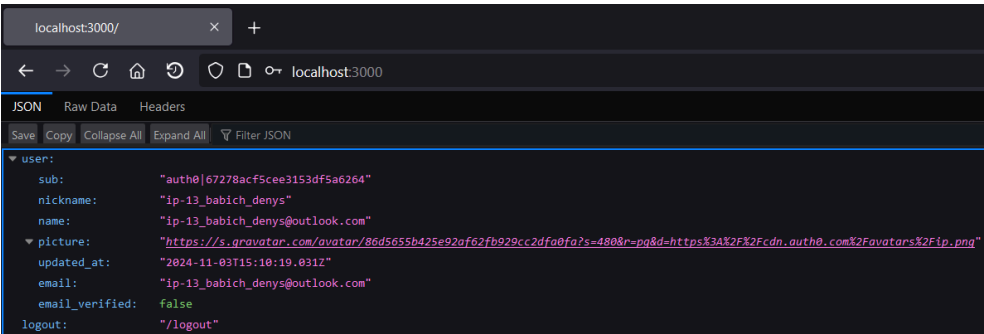 localhost:3000/
localhost:3000
JSON Raw Data Headers
Save Copy Collapse All Expand All Filter JSON
user:
sub: "auth0|67278acf5cee3153df5a6264"
nickname: "ip-13_babich_denys"
name: "ip-13_babich_denys@outlook.com"
picture: "https://s.gravatar.com/avatar/86d5655b425e92af62fb929cc2dfa0fa?s=480&r=pg&d=https%3A%2F%2Fcdn.auth0.com%2Favatars%2Fip.png"
updated_at: "2024-11-03T15:10:19.031Z"
email: "ip-13_babich_denys@outlook.com"
email_verified: false
logout: "/logout"